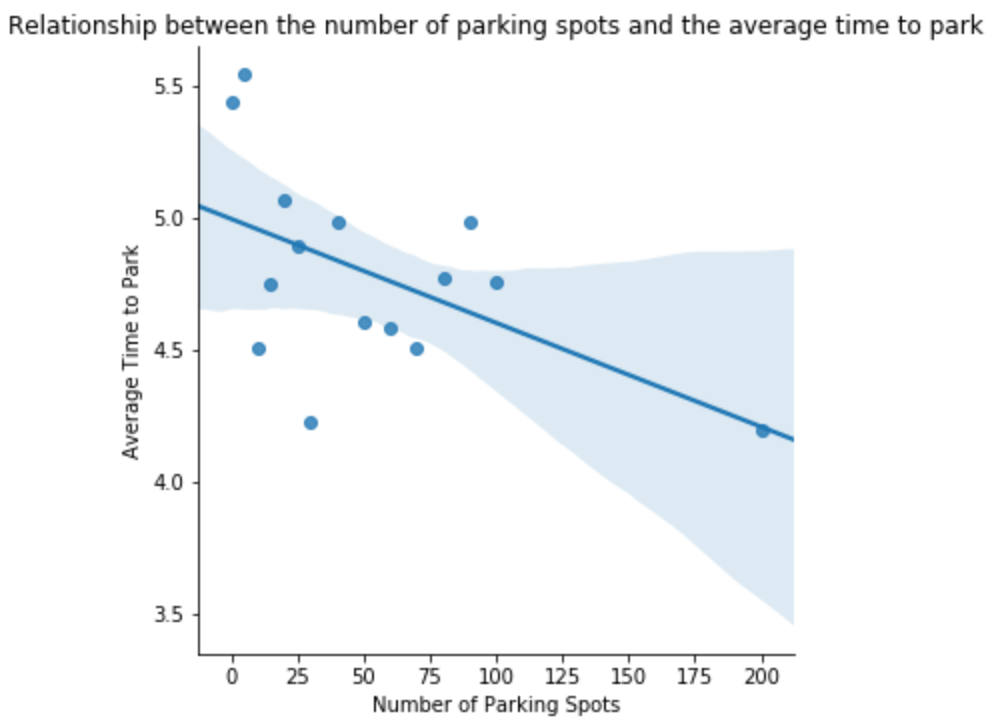 Relationship between the number of parking spots and the average time to park
5.5
5.0
4.5
4.0
3.5
Average Time to Park
0 25 50 75 100 125 150 175 200
Number of Parking Spots